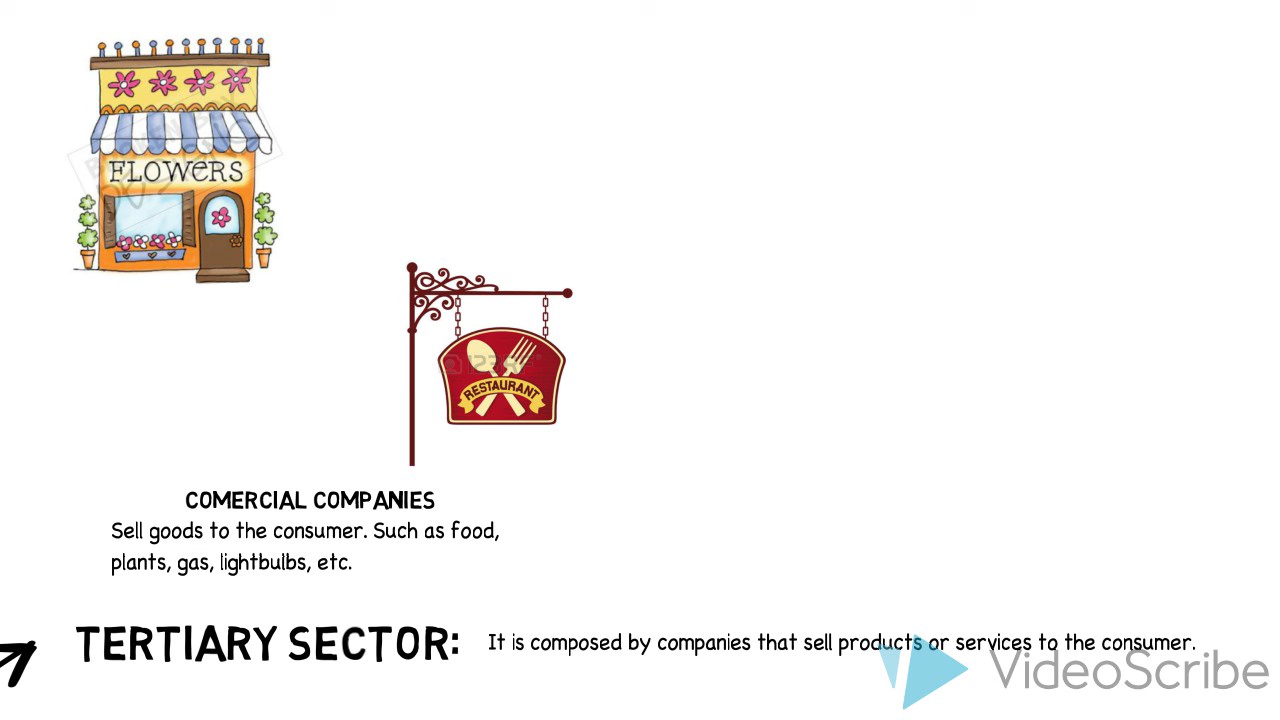 FLOWERS
123RF
RESTAURANT
COMERCIAL COMPANIES
Sell goods to the consumer. Such as food,
plants, gas, lightbulbs, etc.
TERTIARY SECTOR: It is composed by companies that sell products or services to the consumer.
VideoScribe